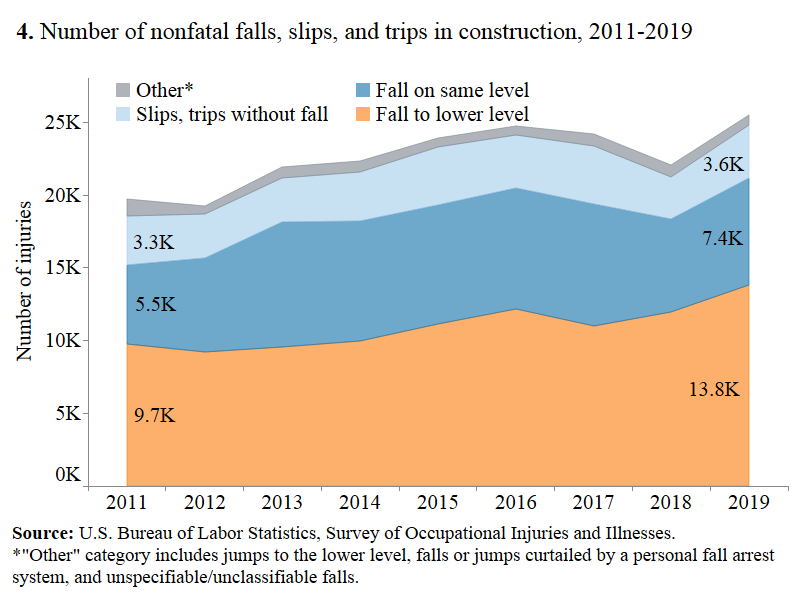 4. Number of nonfatal falls, slips, and trips in construction, 2011-2019
Other*
Fall on same level
Slips, trips without fall
Fall to lower level
Number of injuries
25K
20K
15K
10K
5K
0K
3.3K
5.5K
9.7K
3.6K
7.4K
13.8K
2011 2012 2013 2014 2015 2016 2017 2018 2019
Source: U.S. Bureau of Labor Statistics, Survey of Occupational Injuries and Illnesses.
*"Other" category includes jumps to the lower level, falls or jumps curtailed by a personal fall arrest
system, and unspecifiable/unclassifiable falls.